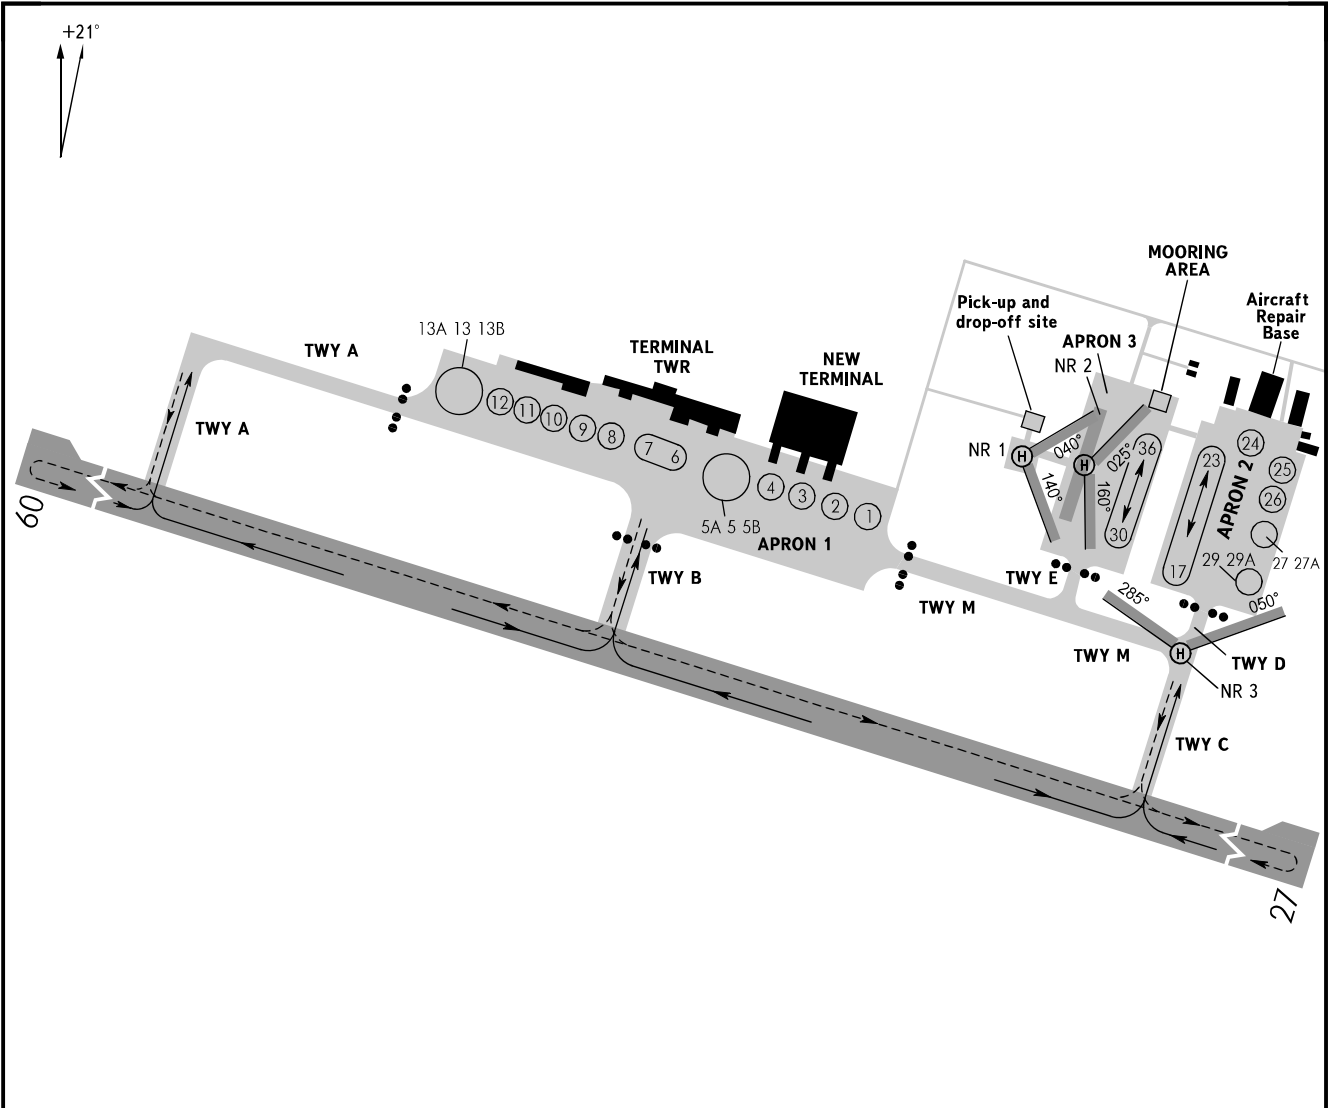 +21°
MOORING
AREA
Pick-up and
drop-off site
Aircraft
Repair
Base
13A 13 13B
TWY A
TERMINAL
TWR
NEW
TERMINAL
APRON 3
NR 2
12
11
10
9
8
7
6
4
3
2
1
5A 5 5B
APRON 1
TWY A
NR 1
H
H
040°
025°
140°
160°
36
30
23
17
APRON 2
24
25
26
27 27A
29 29A
TWY B
TWY E
TWY M
285°
050°
TWY M
H
TWY D
NR 3
TWY C
09
27